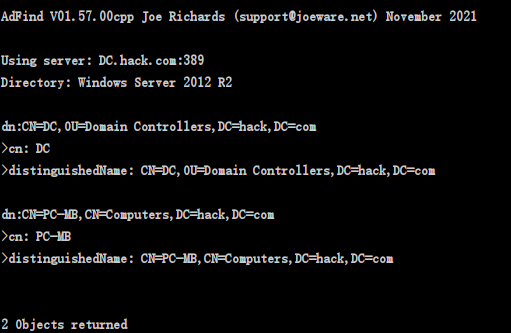 AdFind V01.57.00cpp Joe Richards (support@joeware.net) November 2021
Using server: DC.hack.com:389
Directory: Windows Server 2012 R2
dn:CN=DC,OU=Domain Controllers,DC=hack,DC=com
>cn: DC
>distinguishedName: CN=DC,OU=Domain Controllers,DC=hack,DC=com
dn:CN=PC-MB,CN=Computers,DC=hack,DC=com
>cn: PC-MB
>distinguishedName: CN=PC-MB,CN=Computers,DC=hack,DC=com
2 Objects returned